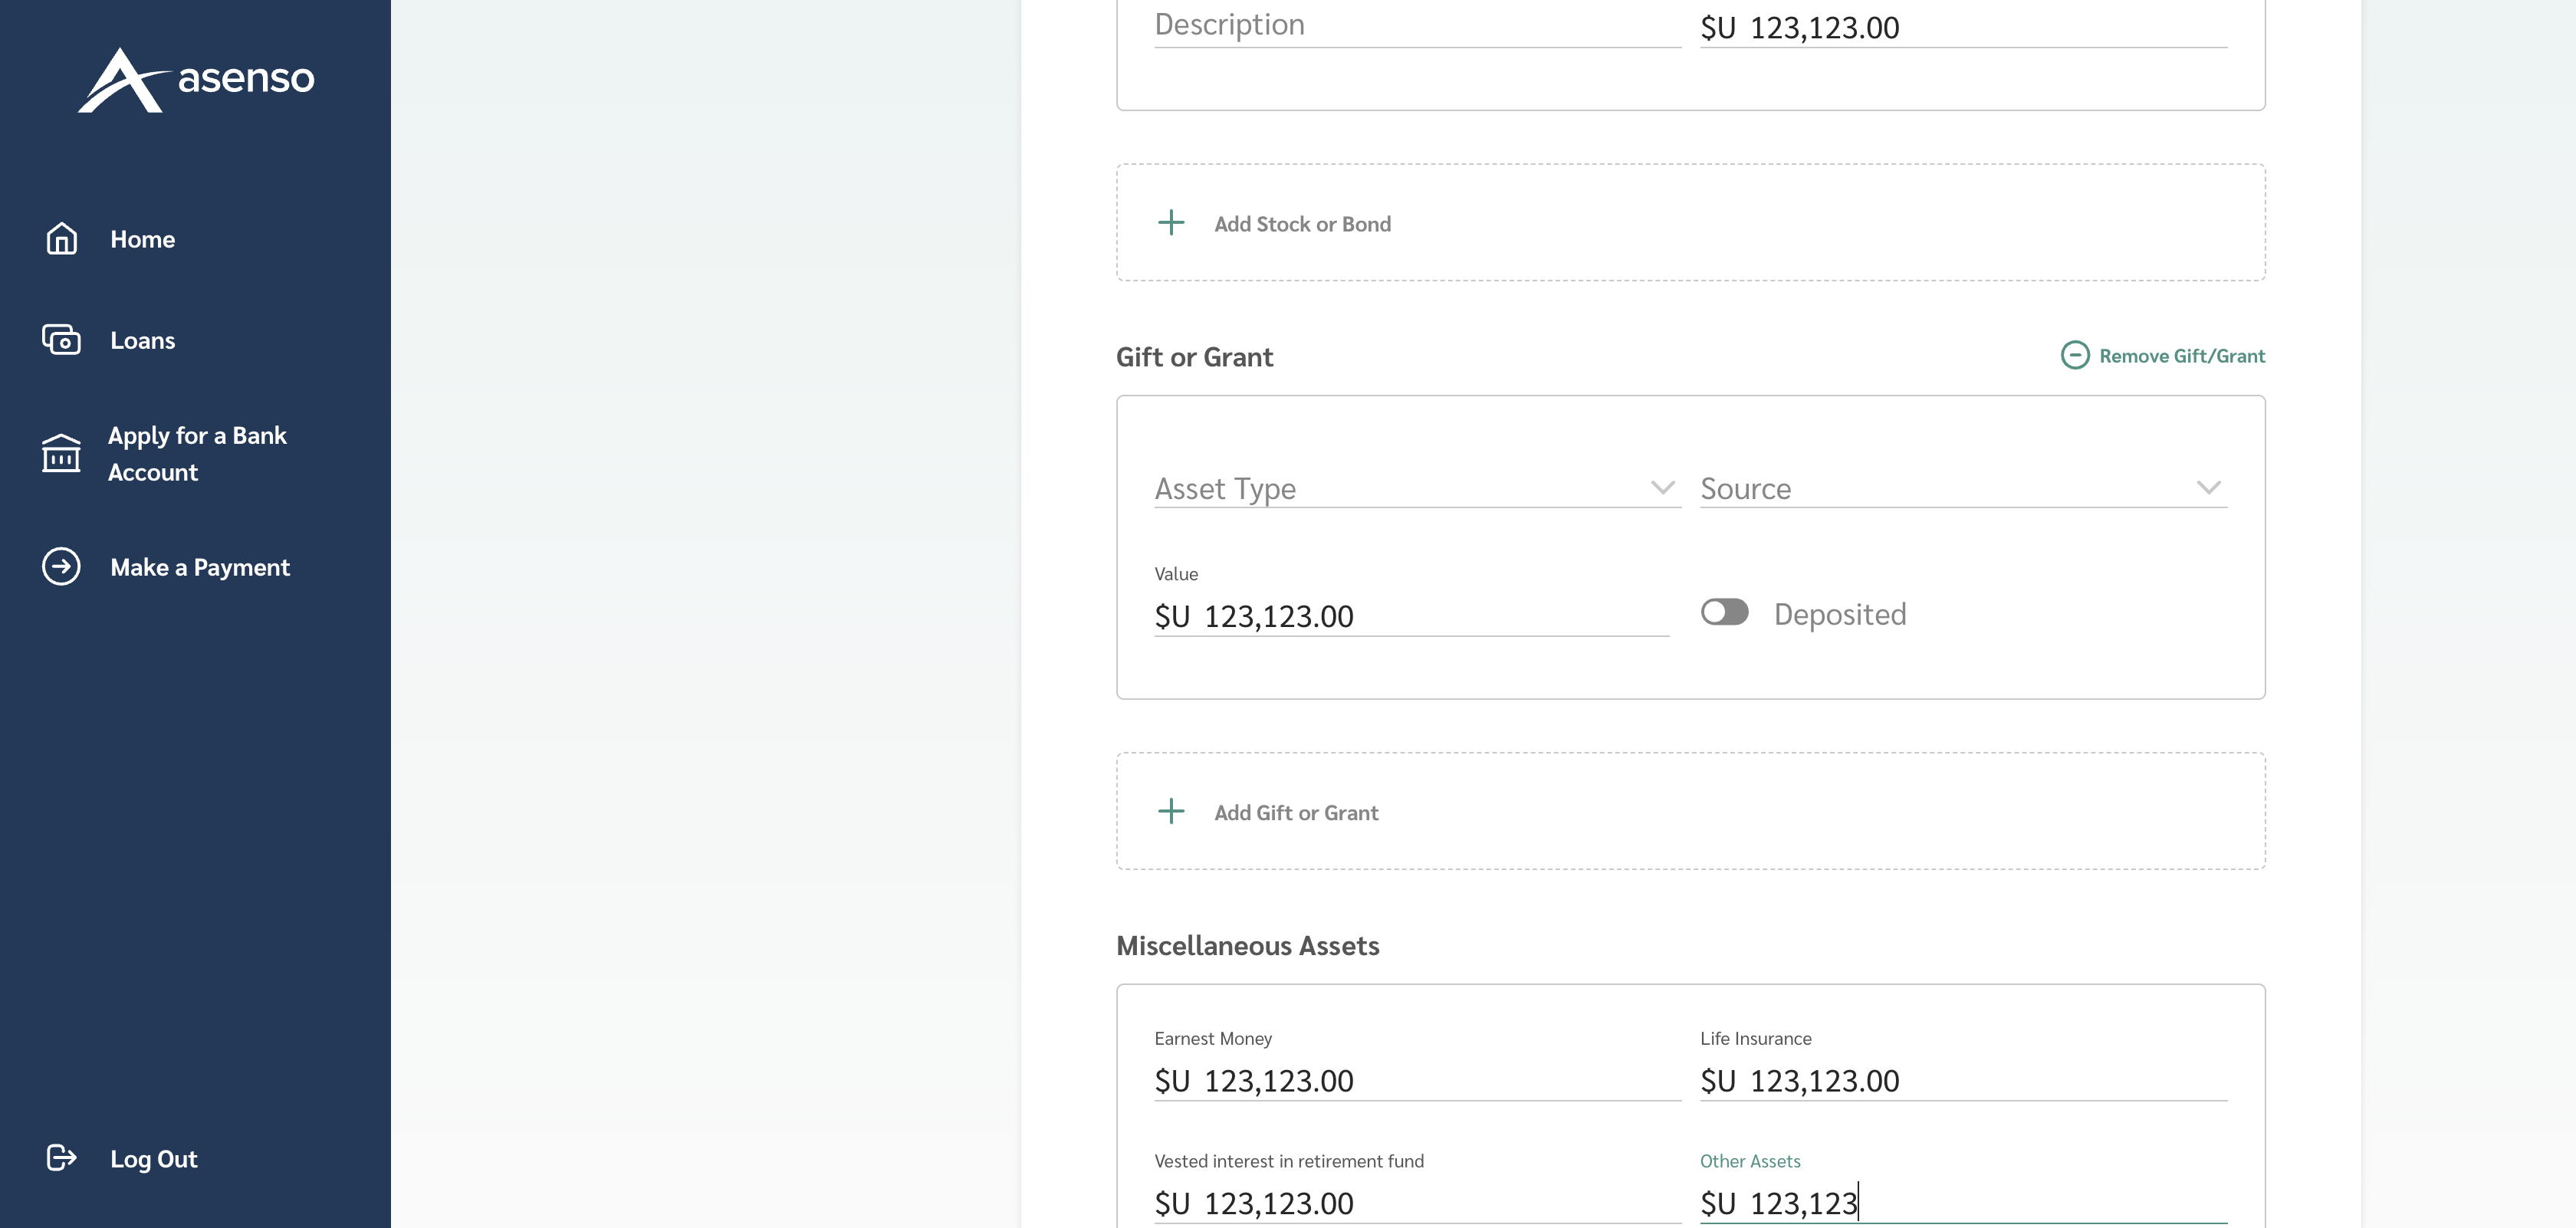 asenso
Home
Loans
Apply for a Bank
Account
Make a Payment
Log Out
Description
$U 123,123.00
Add Stock or Bond
Gift or Grant
Remove Gift/Grant
Asset Type
Source
Value
$U 123,123.00
Deposited
Add Gift or Grant
Miscellaneous Assets
Earnest Money
$U 123,123.00
Life Insurance
$U 123,123.00
Vested interest in retirement fund
$U 123,123.00
Other Assets
$U 123,123